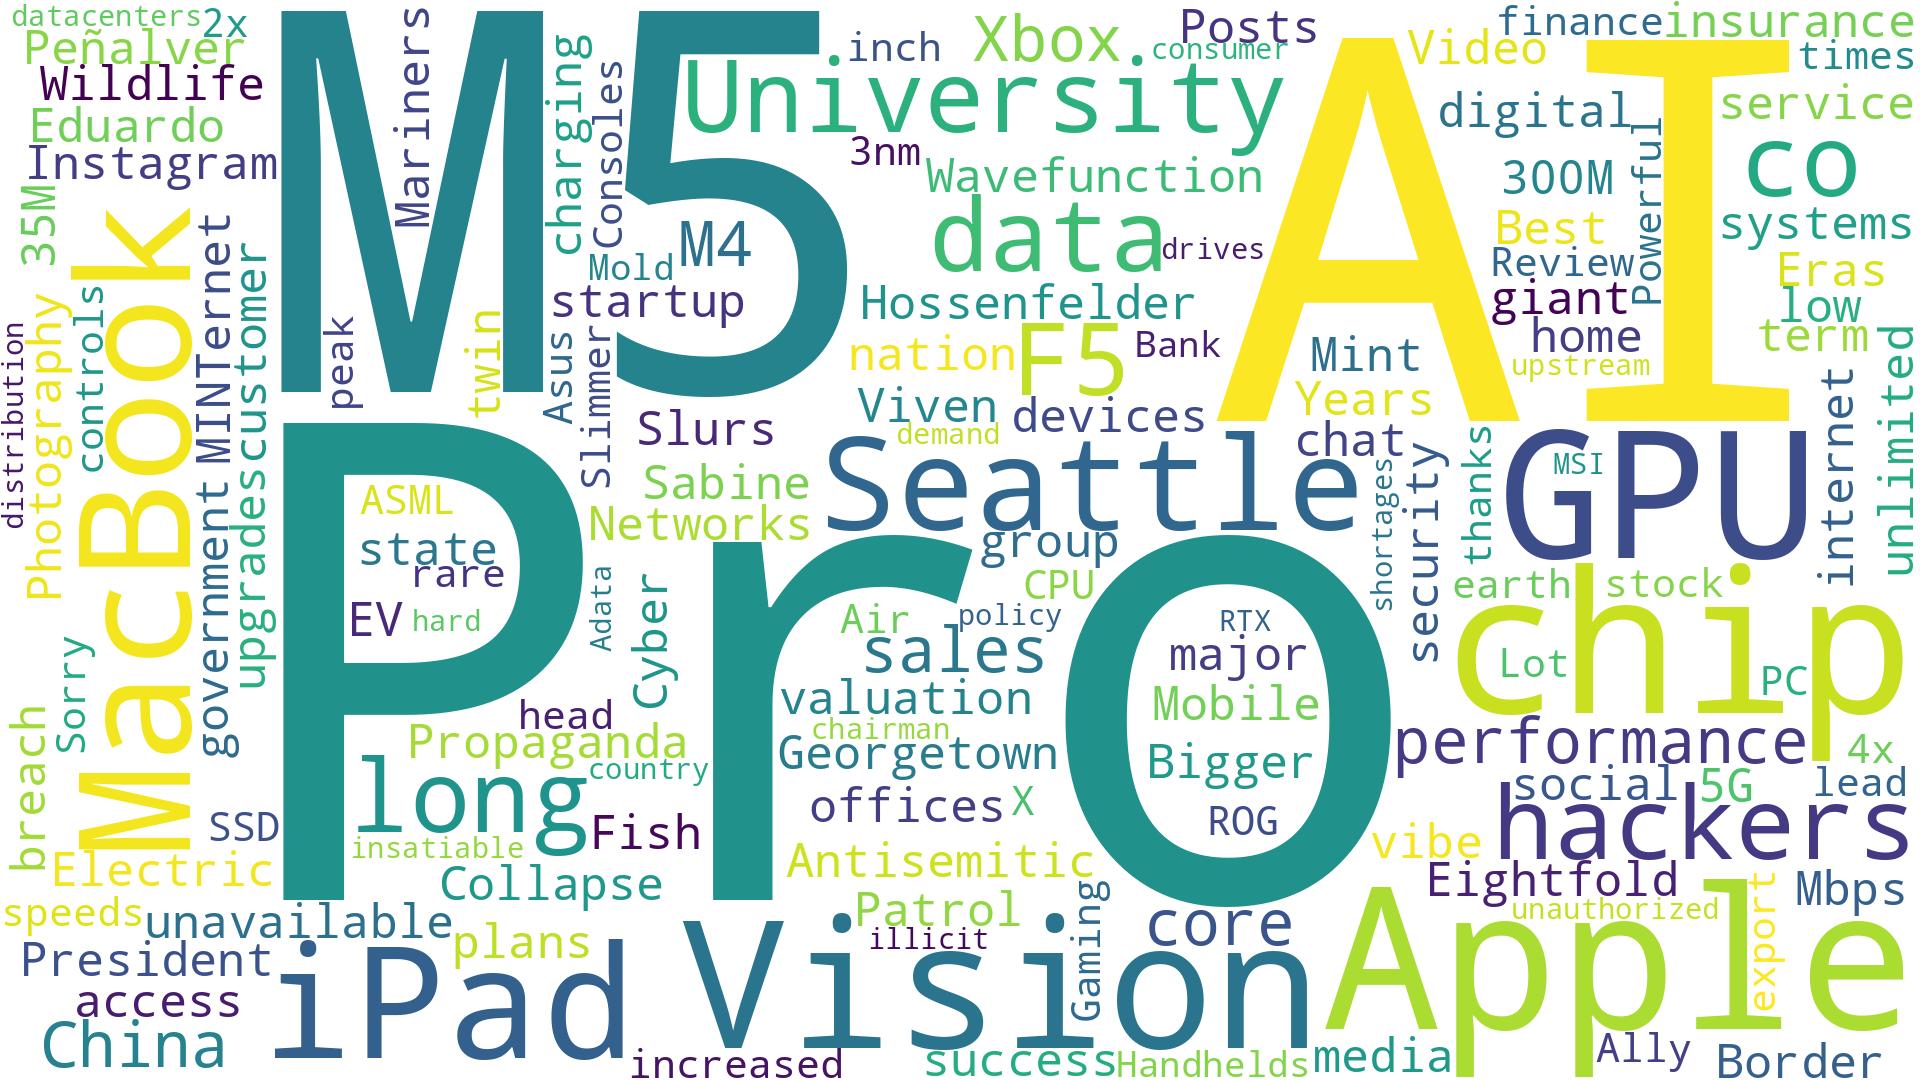 datacenters
2x
Peñalver
Wildlife
Eduardo
Instagram
35M
M5
Mariners
charging
Consoles
inch
Xbox
consumer
Posts
University
3nm
Wavefunction
data
drives
AI
Video
finance
insurance
times
digital
service
300M
Powerful
co
Best
systems
Review
Eras
giant
low
home
term
upstream
M4
Mold
startup
Hossenfelder
nation
F5
Bank
Mint
Years
chat
Viven
devices
demand
peak
twin
Asus
Slimmer
Slurs
Seattle
GPU
MSI
thanks
internet
unlimited
security
shortages
distribution
Photography
controls
MacBook
MINTernet
government
customer
upgrades
Pro
ASML
state
rare
EV
hard
Sabine
Networks
group
CPU
Adata
Cyber
Air
policy
sales
RTX
major
Mobile
Bigger
ROG
earth
stock
chip
Lot
PC
Sorry
breach
head
Propaganda
country
valuation
chairman
Georgetown
performance
4x
social
5G
lead
long
offices
X
hackers
SSD
Fish
insatiable
Electric
Collapse
Antisemitic
vibe
Eightfold
Mbps
speeds
unavailable
plans
Patrol
illicit
Gaming
core
unauthorized
export
President
access
China
iPad
Vision
Apple
increased
success
Handhelds
media
Ally
Border